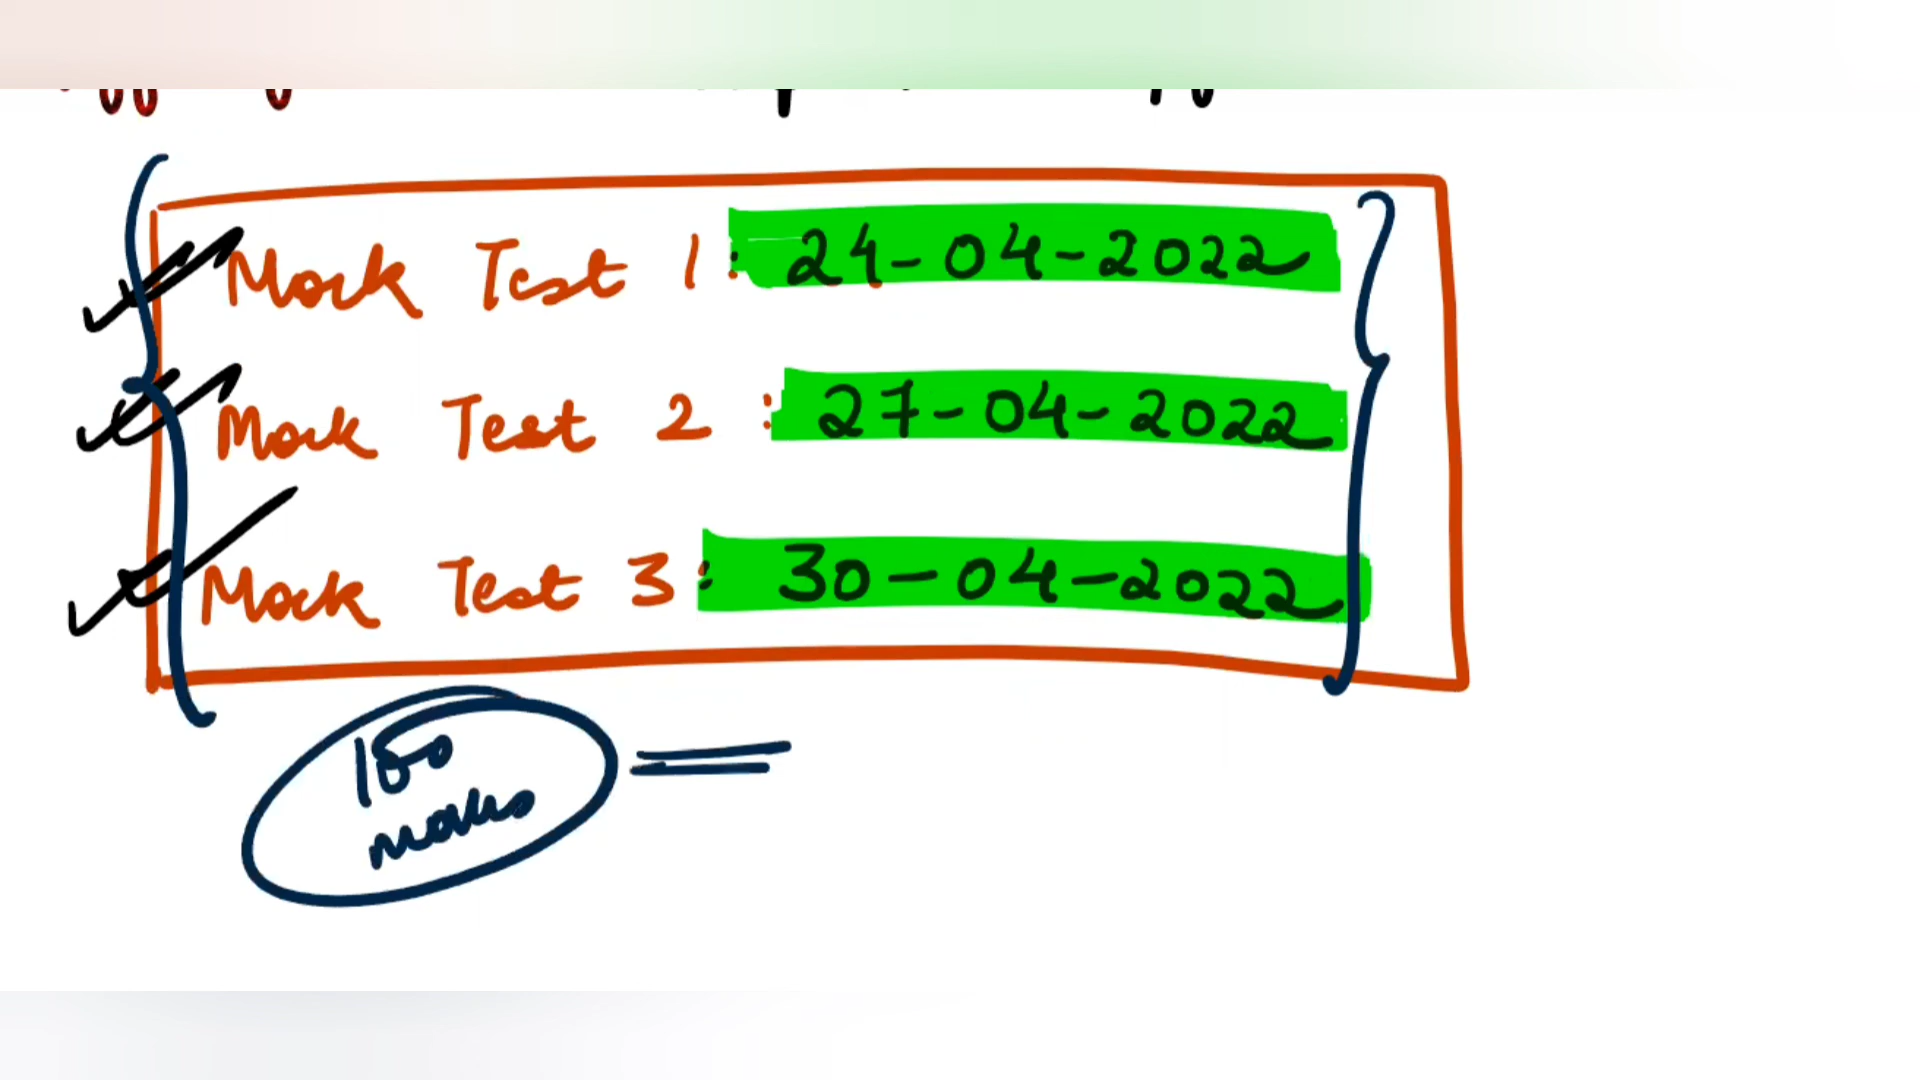 Mock Test 1 : 24-04-2022
Mock Test 2 : 27-04-2022
Mock Test 3 : 30-04-2022
100
marks